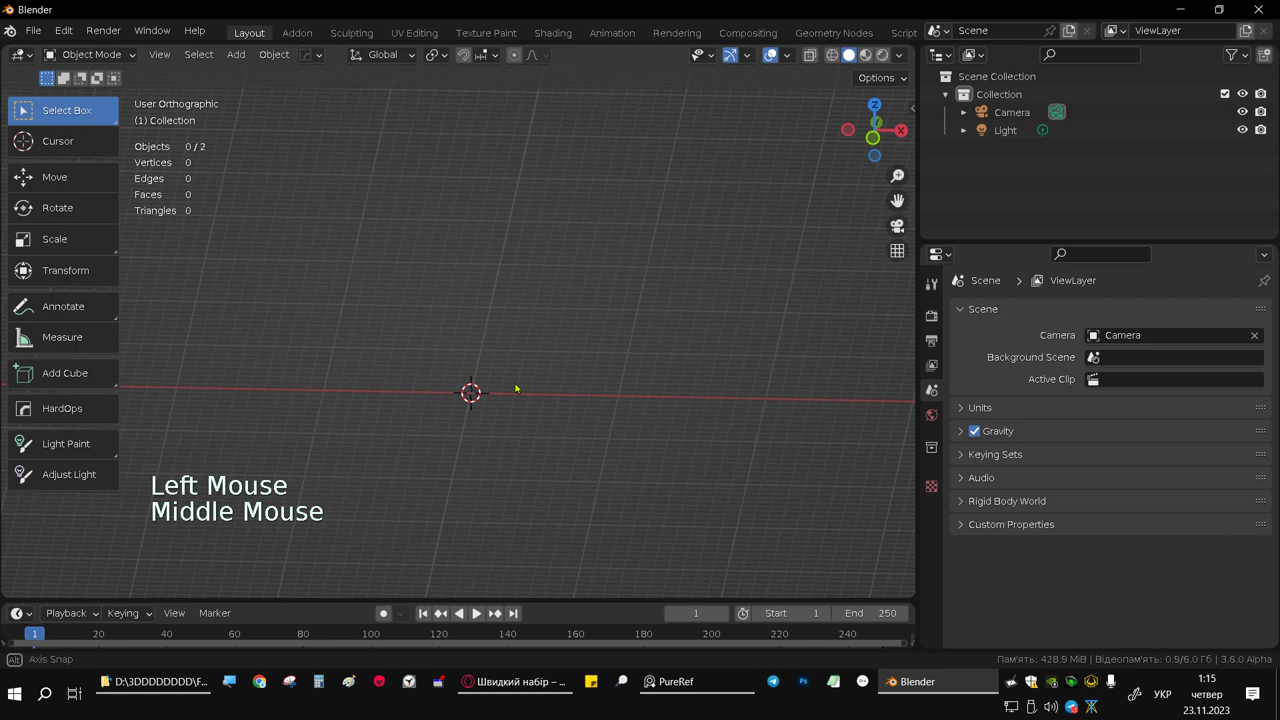 Blender
File Edit Render Window Help Layout Addon Sculpting UV Editing Texture Paint Shading Animation Rendering Compositing Geometry Nodes Script Scene ViewLayer
Object Mode View Select Add Object Global
Options
Select Box
Cursor
Move
Rotate
Scale
Transform
Annotate
Measure
Add Cube
HardOps
Light Paint
Adjust Light
User Orthographic
(1) Collection
Objects 0 / 2
Vertices 0
Edges 0
Faces 0
Triangles 0
Z
Y
X
Left Mouse
Middle Mouse
Scene Collection
Collection
Camera
Light
Scene ViewLayer
Scene
Camera Camera
Background Scene
Active Clip
Units
Gravity
Keying Sets
Audio
Rigid Body World
Custom Properties
Playback Keying View Marker 1 Start 1 End 250
1 20 40 60 80 100 120 140 160 180 200 220 240
Alt Axis Snap Пам'ять: 428.9 MiB | Відеопам'ять: 0.9/6.0 Гб | 3.6.0 Alpha
D:\3DDDDDDDD\F... Швидкий набір – ... PureRef Blender УКР
1:15
четвер
23.11.2023